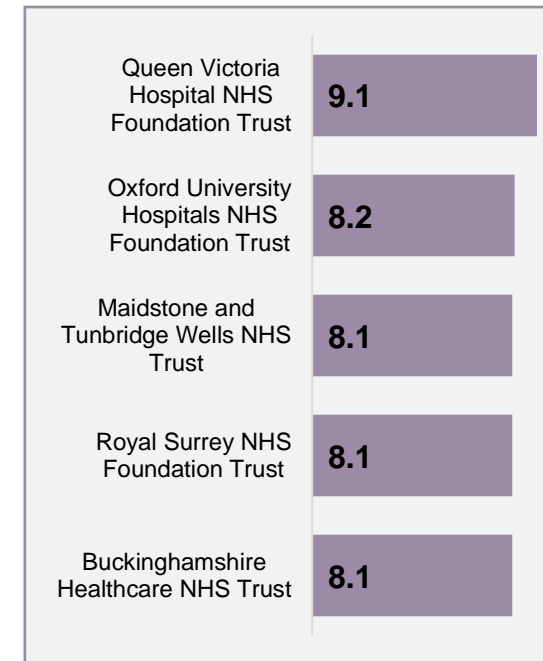 Queen Victoria
Hospital NHS
Foundation Trust
9.1
Oxford University
Hospitals NHS
Foundation Trust
8.2
Maidstone and
Tunbridge Wells NHS
Trust
8.1
Royal Surrey NHS
Foundation Trust
8.1
Buckinghamshire
Healthcare NHS Trust
8.1